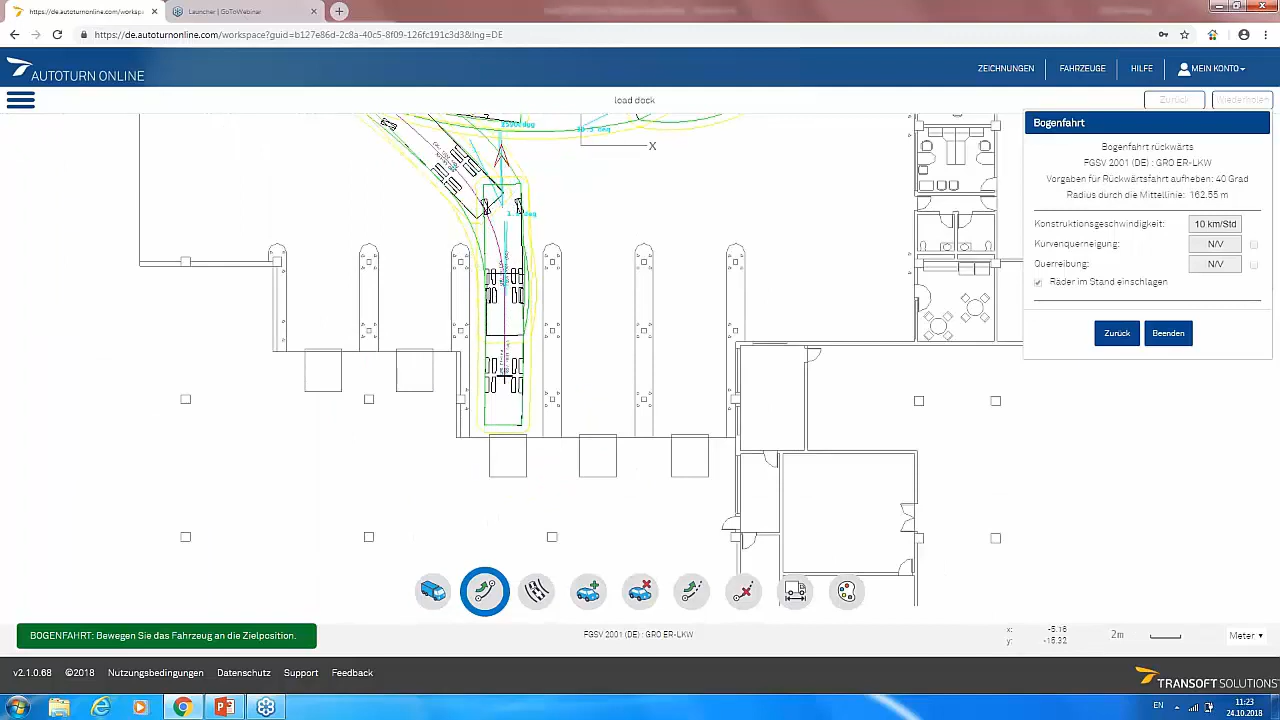 https://de.autoturnonline.com/worksp
Launcher | GoToWebinar
https://de.autoturnonline.com/workspace?guid=b127e86d-2c8a-40c5-8f09-126fc191c3d3&lng=DE
AUTOTURN ONLINE
ZEICHNUNGEN
FAHRZEUGE
HILFE
MEIN KONTO
load dock
Zurück
Wiederholen
Bogenfahrt
Bogenfahrt rückwärts
FGSV 2001 (DE) : GRO ER-LKW
Vorgaben für Rückwärtsfahrt aufheben: 40 Grad
Radius durch die Mittellinie: 162.55 m
Konstruktionsgeschwindigkeit: 10 km/Std
Kurvenquerneigung: N/V
Querreibung: N/V
Räder im Stand einschlagen
Zurück
Beenden
X
BOGENFAHRT: Bewegen Sie das Fahrzeug an die Zielposition.
FGSV 2001 (DE) : GRO ER-LKW
x: -5.16
y: -15.32
2m
Meter
v2.1.0.68
©2018
Nutzungsbedingungen
Datenschutz
Support
Feedback
TRANSOFT SOLUTIONS
EN
11:23
24.10.2018